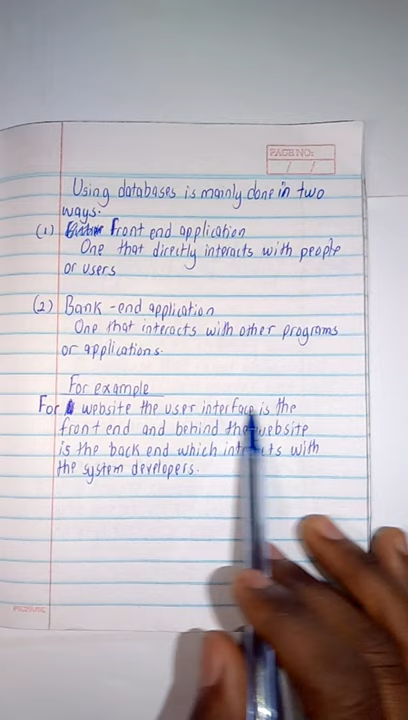 PAGE NO:
/ /
Using databases is mainly done in two
ways.
(1) Front end application
One that directly interacts with people
or users
(2) Bank-end application
One that interacts with other programs
or applications.
For example
For website the user interface is the
front end and behind the website
is the back end which interacts with
the system developers.